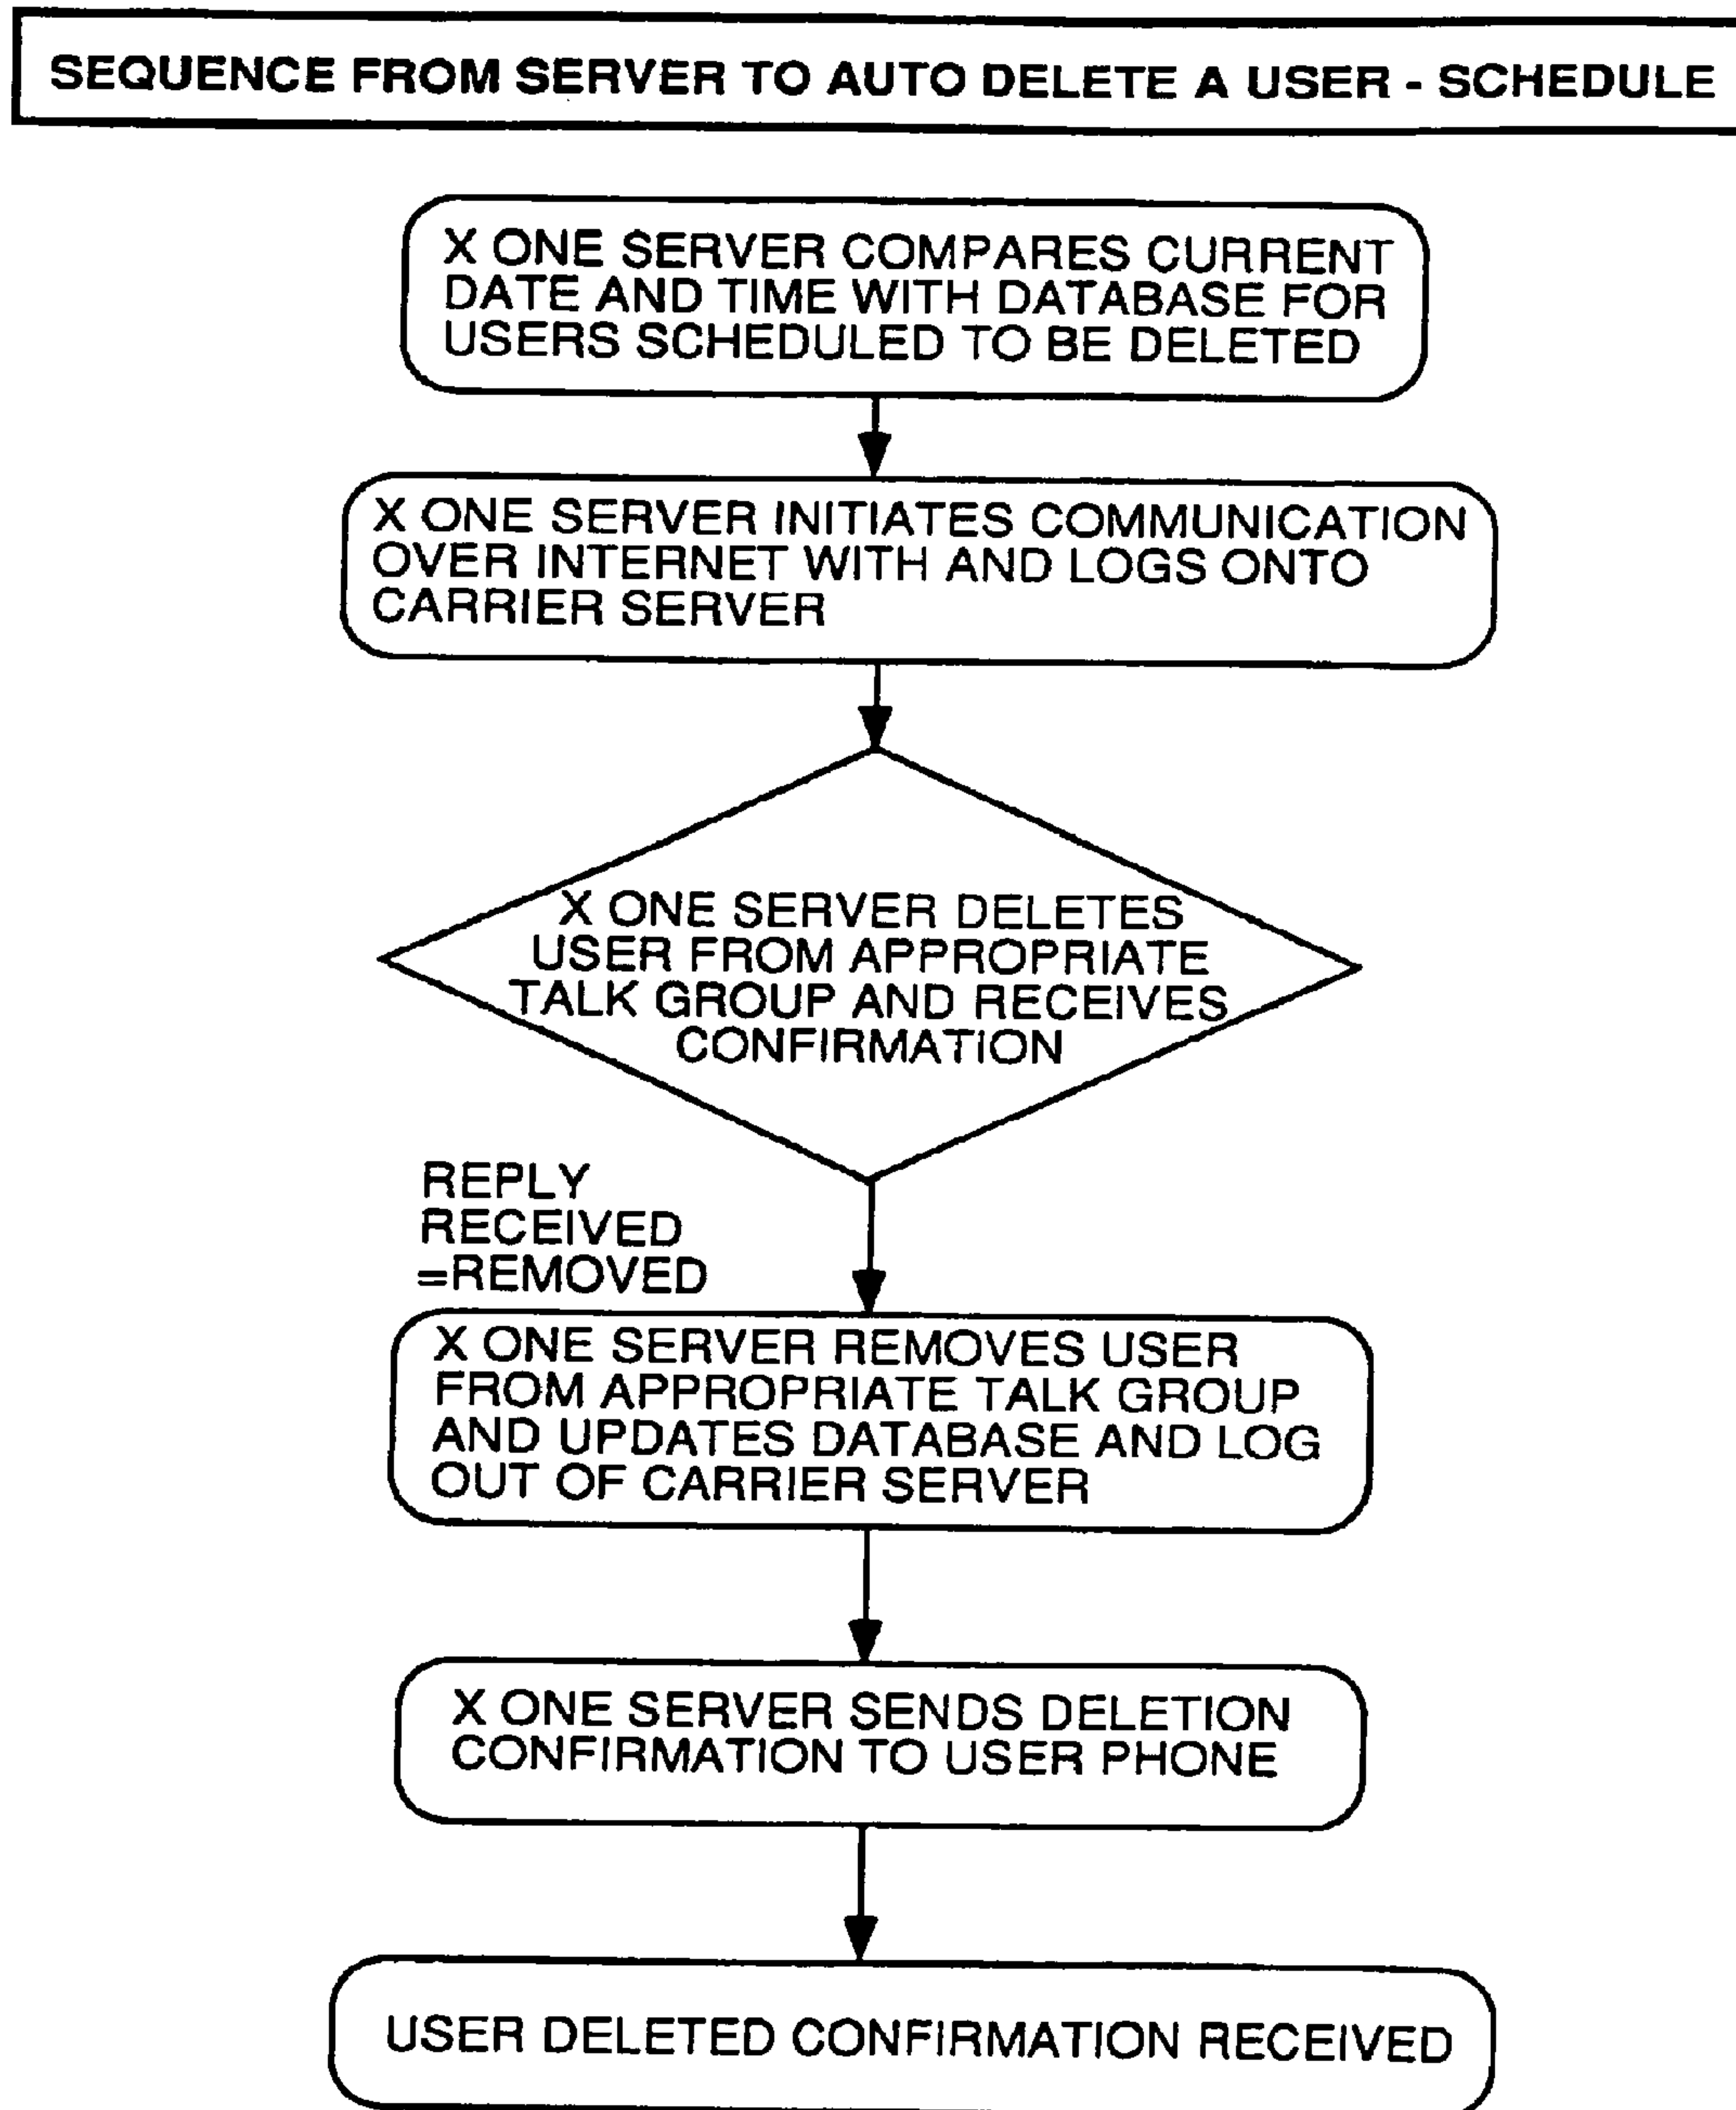 SEQUENCE FROM SERVER TO AUTO DELETE A USER - SCHEDULE
X ONE SERVER COMPARES CURRENT
DATE AND TIME WITH DATABASE FOR
USERS SCHEDULED TO BE DELETED
X ONE SERVER INITIATES COMMUNICATION
OVER INTERNET WITH AND LOGS ONTO
CARRIER SERVER
X ONE SERVER DELETES
USER FROM APPROPRIATE
TALK GROUP AND RECEIVES
CONFIRMATION
REPLY
RECEIVED
=REMOVED
X ONE SERVER REMOVES USER
FROM APPROPRIATE TALK GROUP
AND UPDATES DATABASE AND LOG
OUT OF CARRIER SERVER
X ONE SERVER SENDS DELETION
CONFIRMATION TO USER PHONE
USER DELETED CONFIRMATION RECEIVED